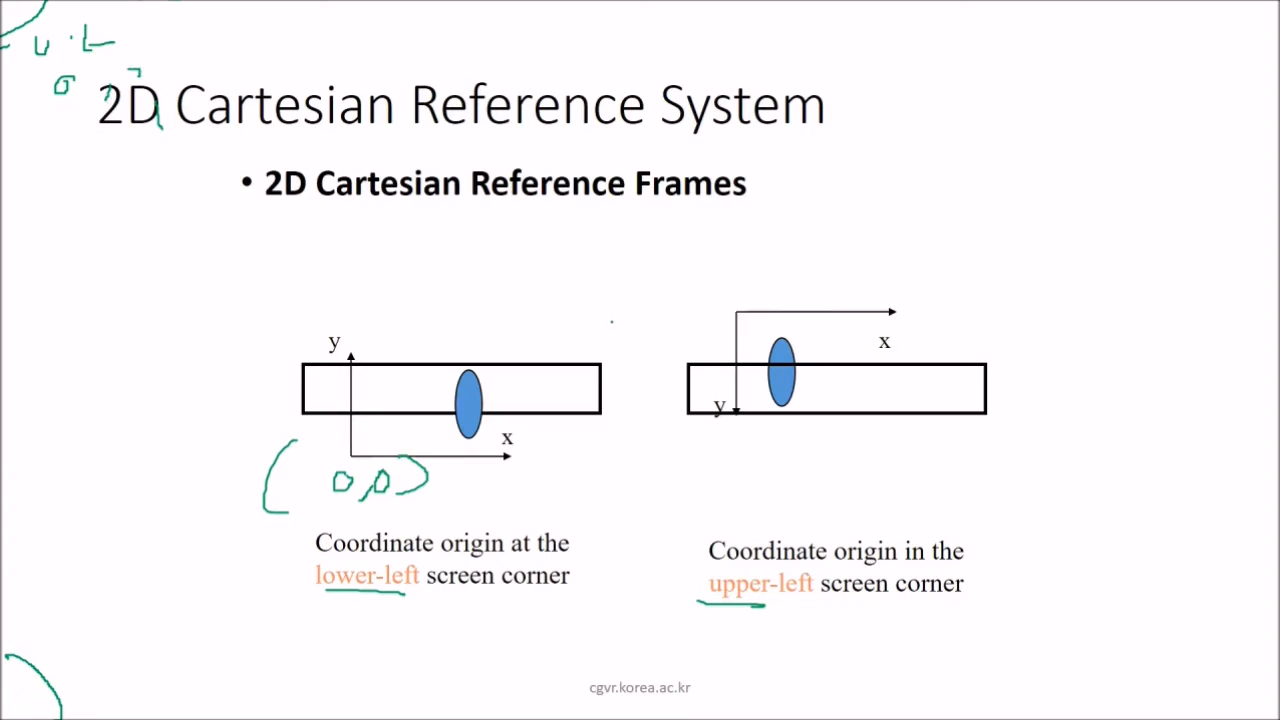 2D Cartesian Reference System
• 2D Cartesian Reference Frames
y
x
(0,0)
Coordinate origin at the
lower-left screen corner
x
y
Coordinate origin in the
upper-left screen corner
cgvr.korea.ac.kr